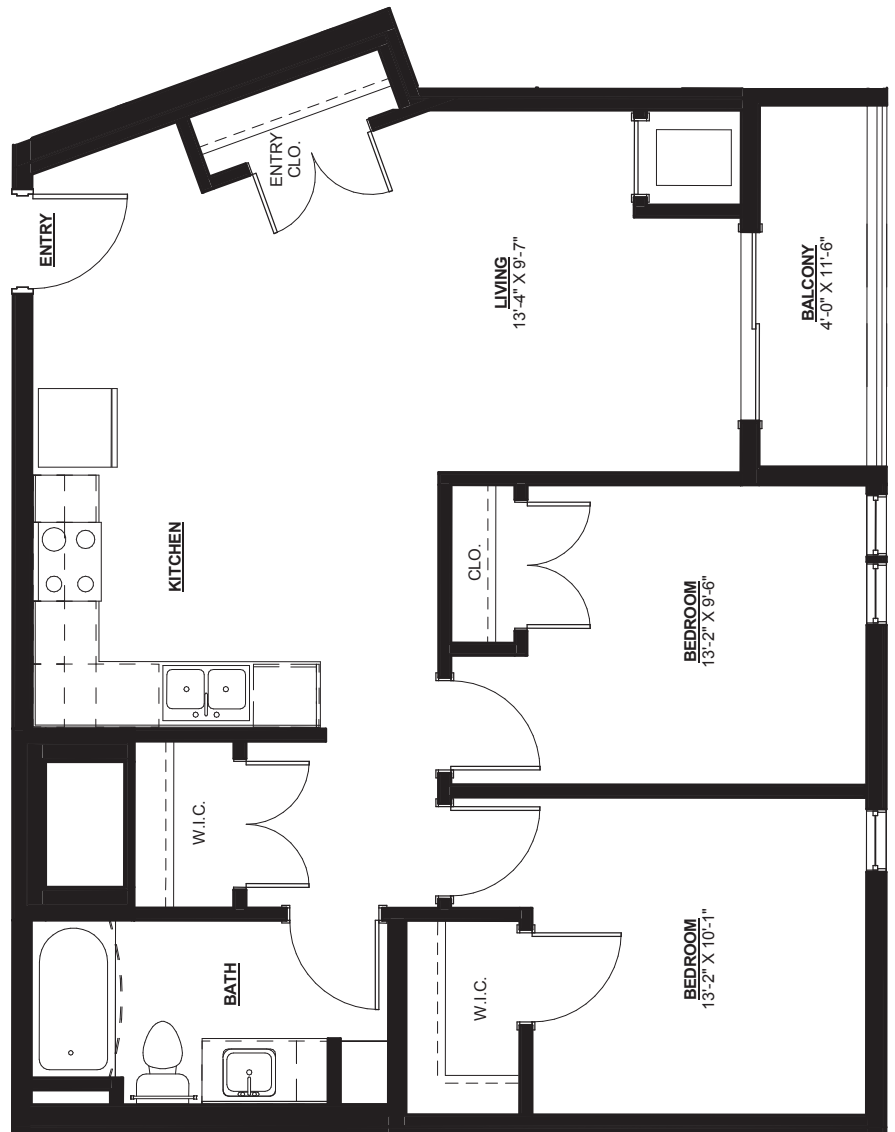 ENTRY
CLO.
ENTRY
LIVING
13'-4" X 9'-7"
BALCONY
4'-0" X 11'-6"
KITCHEN
CLO.
BEDROOM
13'-2" X 9'-6"
W.I.C.
BATH
W.I.C.
BEDROOM
13'-2" X 10'-1"